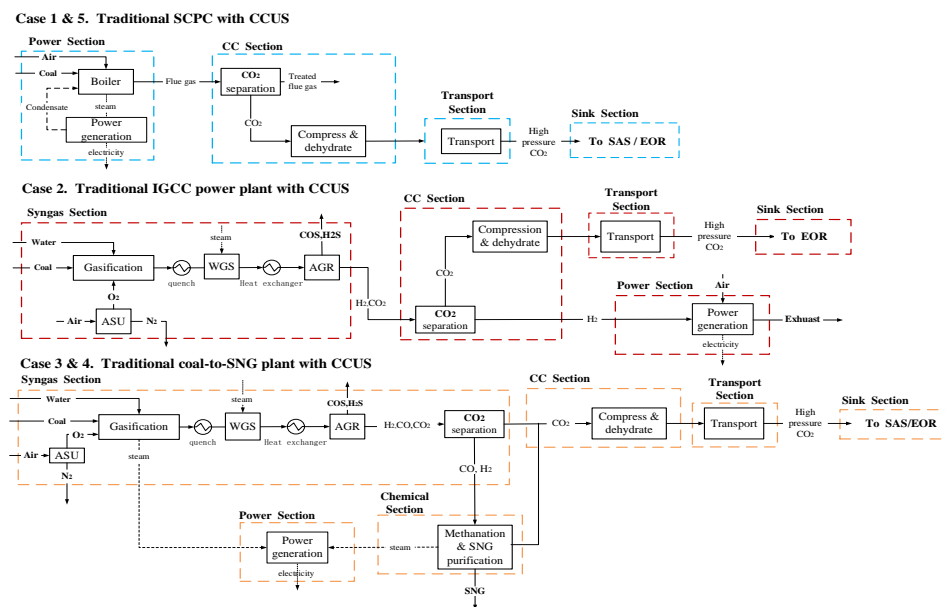 Case 1 & 5. Traditional SCPC with CCUS
Power Section
Air
Coal
Boiler
Condensate
steam
Power
generation
electricity
Flue gas
CC Section
CO2
separation
Treated
flue gas
CO2
Compress &
dehydrate
Transport
Section
Transport
High
pressure
CO2
Sink Section
To SAS / EOR
Case 2. Traditional IGCC power plant with CCUS
Syngas Section
Water
Coal
Gasification
O2
Air
ASU
N2
quench
steam
WGS
Heat exchanger
COS,H2S
AGR
H2,CO2
CC Section
Compression
& dehydrate
CO2
CO2
separation
Transport
Section
Transport
High
pressure
CO2
Sink Section
To EOR
H2
Power Section
Air
Power
generation
Exhuast
electricity
Case 3 & 4. Traditional coal-to-SNG plant with CCUS
Syngas Section
Water
Coal
O2
Air
ASU
N2
Gasification
steam
quench
steam
WGS
Heat exchanger
COS,H2S
AGR
H2,CO,CO2
CO2
separation
CO, H2
CC Section
CO2
Compress &
dehydrate
Transport
Section
Transport
High
pressure
CO2
Sink Section
To SAS/EOR
Chemical
Section
Methanation
& SNG
purification
SNG
steam
Power Section
Power
generation
electricity